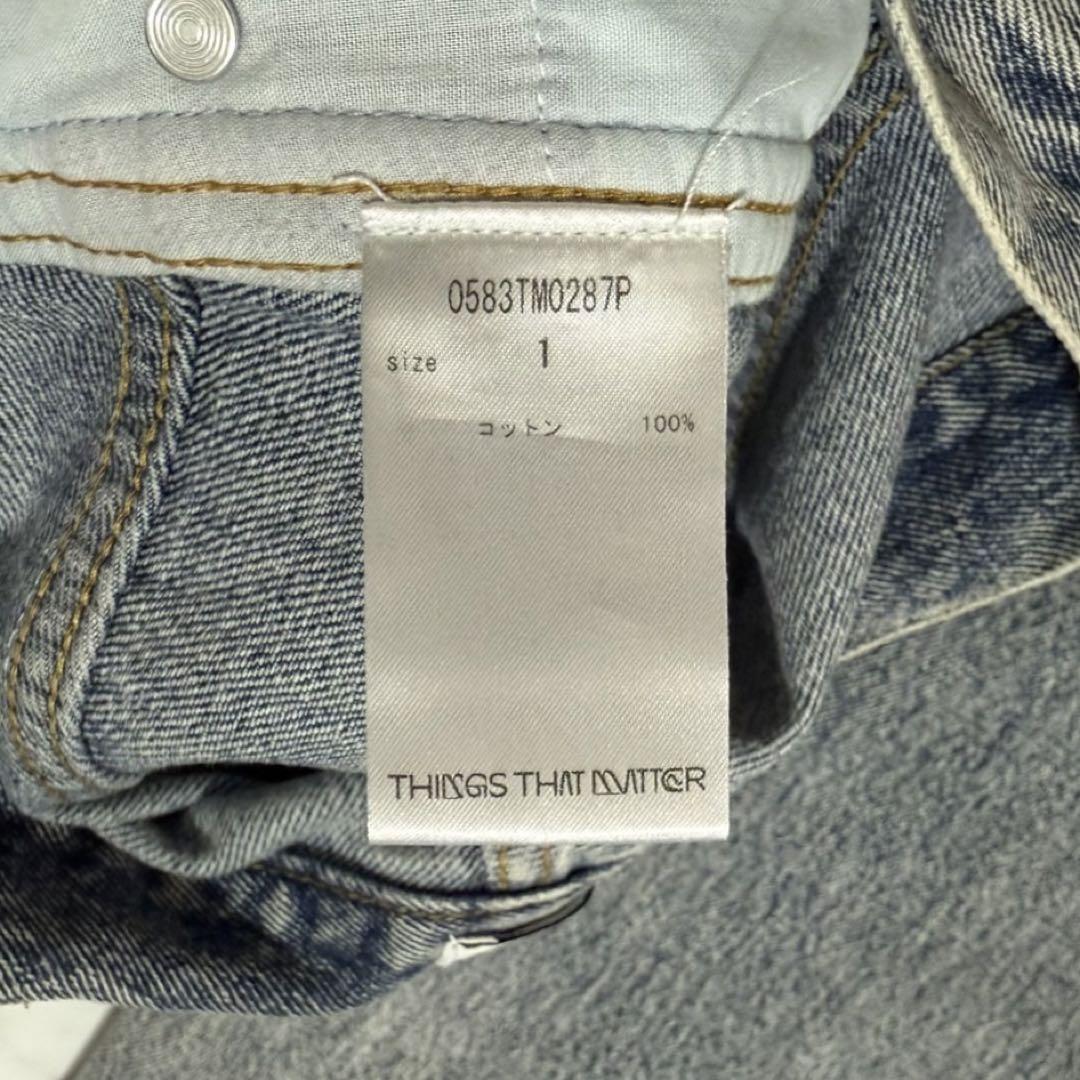 0583TM0287P
size 1
コットン 100%
THINGS THAT MATTER